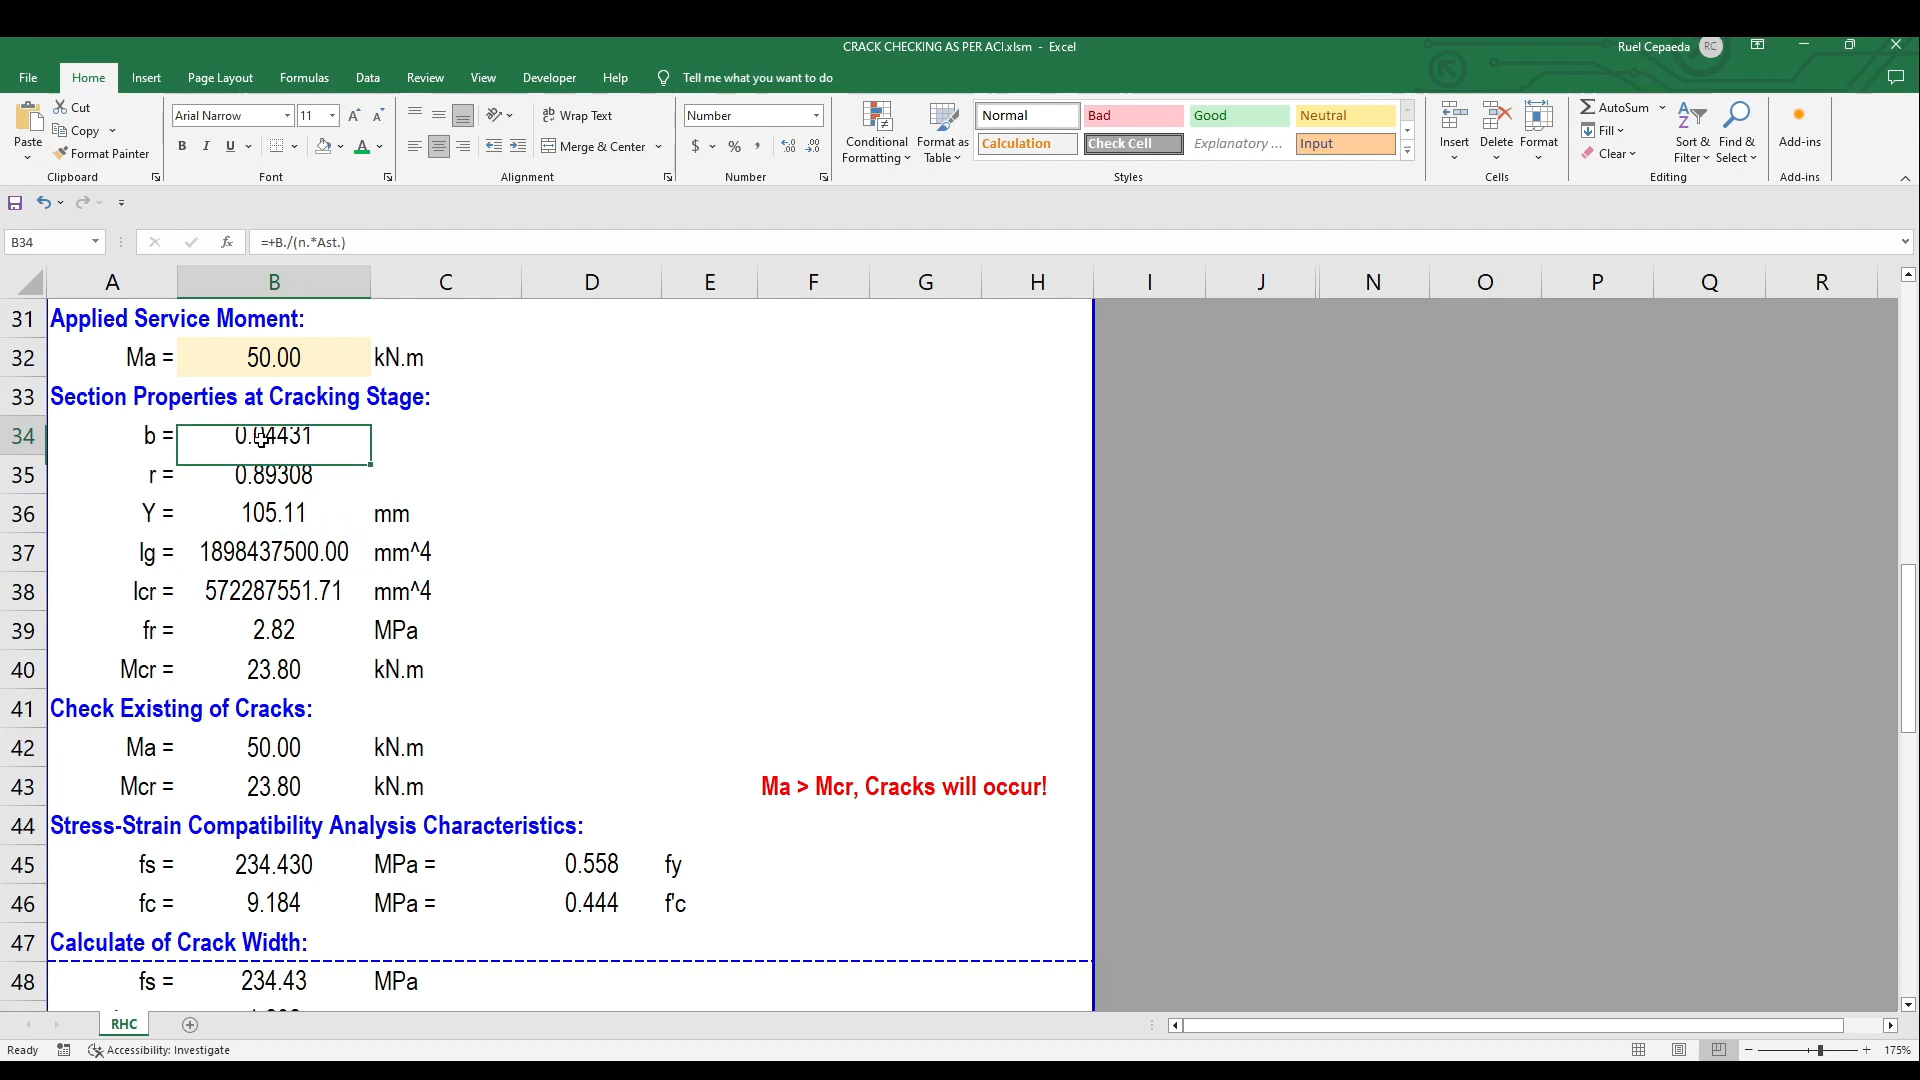 CRACK CHECKING AS PER ACI.xlsm - Excel
Ruel Cepaeda RC
File Home Insert Page Layout Formulas Data Review View Developer Help Tell me what you want to do
Paste
Cut
Copy
Format Painter
Clipboard
Arial Narrow 11
B I U
Font
Wrap Text
Merge & Center
Alignment
Number
$ % ,
Number
Conditional Formatting
Format as Table
Normal Bad Good Neutral
Calculation Check Cell Explanatory ... Input
Styles
Insert Delete Format
Cells
AutoSum
Fill
Clear
Sort & Filter
Find & Select
Editing
Add-ins
Add-ins
B34 fx =+B./(n.*Ast.)
A B C D E F G H I J N O P Q R
31 Applied Service Moment:
32 Ma = 50.00 kN.m
33 Section Properties at Cracking Stage:
34 b = 0.04431
35 r = 0.89308
36 Y = 105.11 mm
37 Ig = 1898437500.00 mm^4
38 Icr = 572287551.71 mm^4
39 fr = 2.82 MPa
40 Mcr = 23.80 kN.m
41 Check Existing of Cracks:
42 Ma = 50.00 kN.m
43 Mcr = 23.80 kN.m Ma > Mcr, Cracks will occur!
44 Stress-Strain Compatibility Analysis Characteristics:
45 fs = 234.430 MPa = 0.558 fy
46 fc = 9.184 MPa = 0.444 f'c
47 Calculate of Crack Width:
48 fs = 234.43 MPa
RHC
Ready Accessibility: Investigate 175%